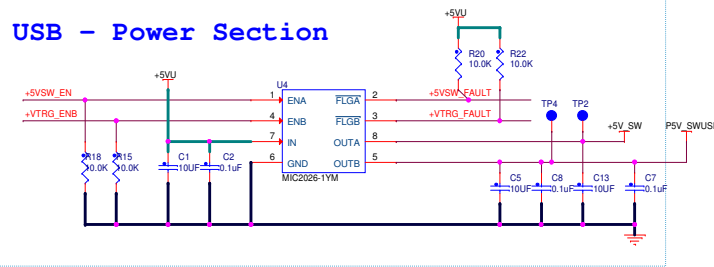 USB - Power Section
+5VU
R20
10.0K
R22
10.0K
+5VU
U4
+5VSW_EN
1
ENA
FLGA
2
+5VSW_FAULT
+VTRG_ENB
4
ENB
FLGB
3
+VTRG_FAULT
TP4
TP2
7
IN
OUTA
8
+5V_SW
P5V_SWUSB
6
GND
OUTB
5
MIC2026-1YM
R18
10.0K
R15
10.0K
C1
10UF
C2
0.1uF
C5
10UF
C8
0.1uF
C13
10UF
C7
0.1uF